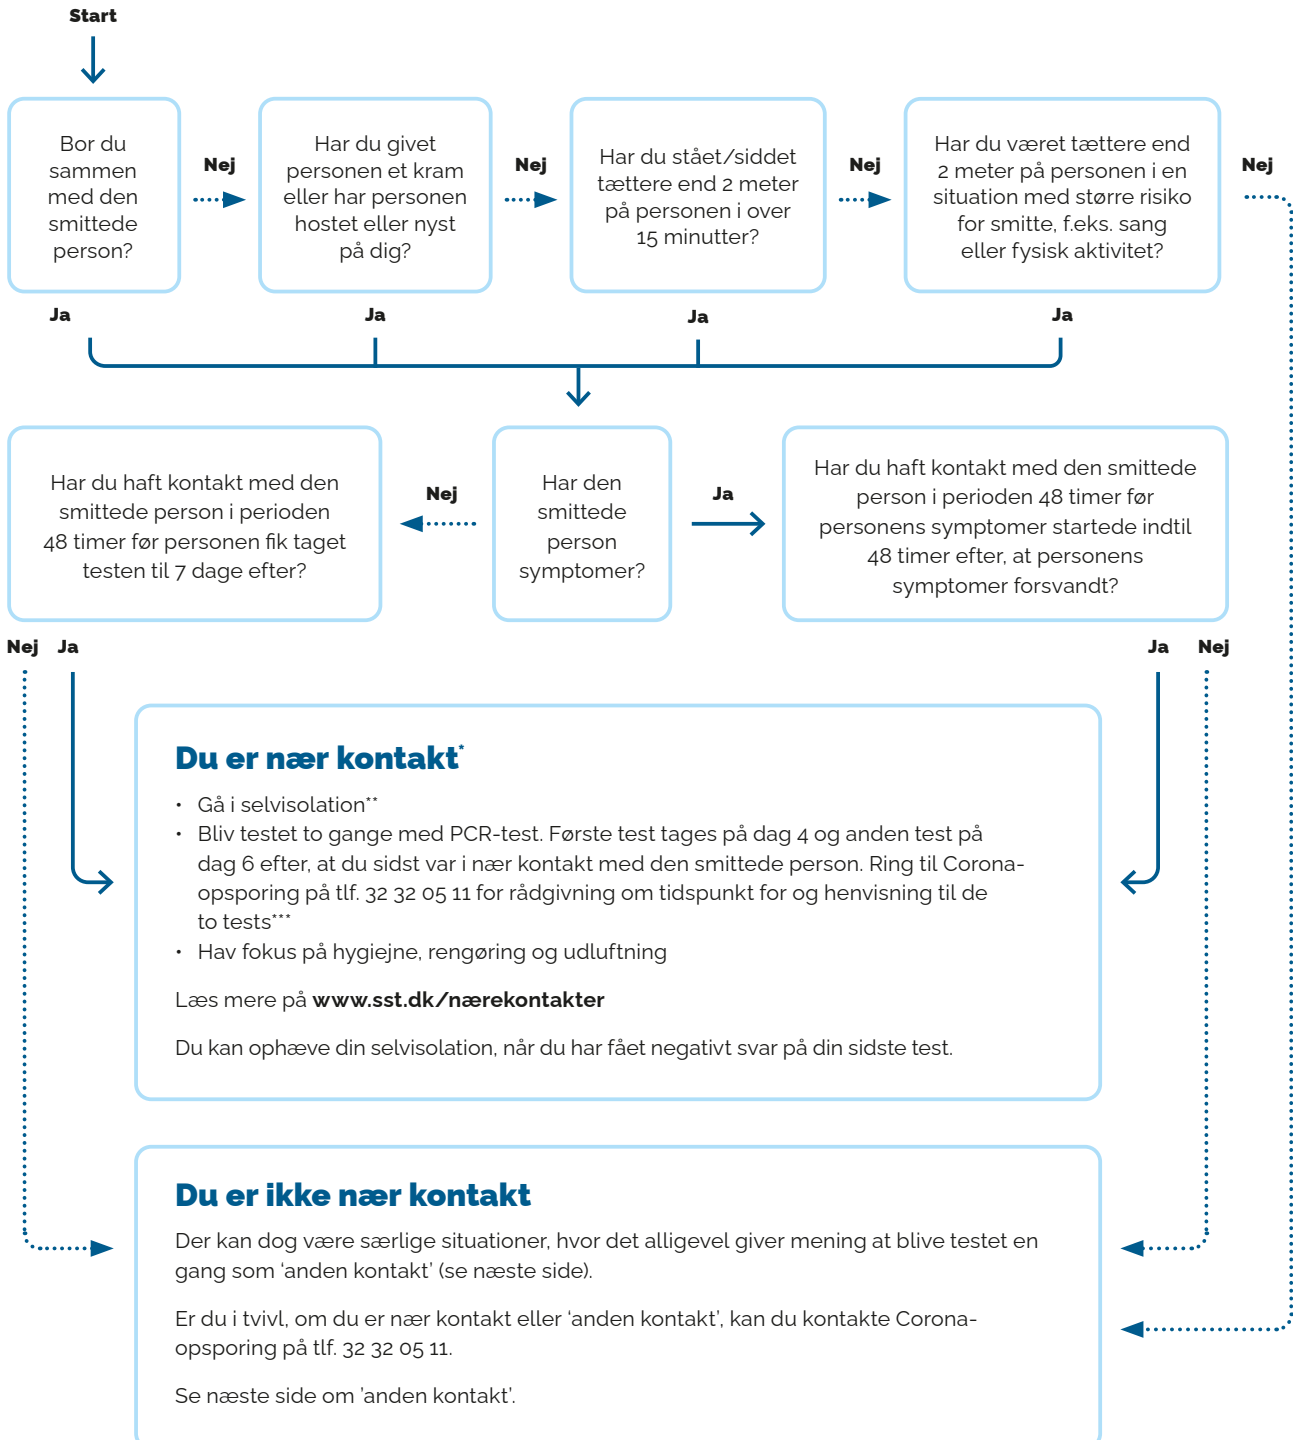 Start
Bor du
sammen
med den
smittede
person?
Nej
Har du givet
personen et kram
eller har personen
hostet eller nyst
på dig?
Nej
Har du stået/siddet
tættere end 2 meter
på personen i over
15 minutter?
Nej
Har du været tættere end
2 meter på personen i en
situation med større risiko
for smitte, f.eks. sang
eller fysisk aktivitet?
Nej
Ja
Ja
Ja
Ja
Har du haft kontakt med den
smittede person i perioden
48 timer før personen fik taget
testen til 7 dage efter?
Nej
Har den
smittede
person
symptomer?
Ja
Har du haft kontakt med den smittede
person i perioden 48 timer før
personens symptomer startede indtil
48 timer efter, at personens
symptomer forsvandt?
Nej Ja
Ja Nej
Du er nær kontakt*
• Gå i selvisolation**
• Bliv testet to gange med PCR-test. Første test tages på dag 4 og anden test på
dag 6 efter, at du sidst var i nær kontakt med den smittede person. Ring til Corona-
opsporing på tlf. 32 32 05 11 for rådgivning om tidspunkt for og henvisning til de
to tests***
• Hav fokus på hygiejne, rengøring og udluftning
Læs mere på www.sst.dk/nærekontakter
Du kan ophæve din selvisolation, når du har fået negativt svar på din sidste test.
Du er ikke nær kontakt
Der kan dog være særlige situationer, hvor det alligevel giver mening at blive testet en
gang som ‘anden kontakt’ (se næste side).
Er du i tvivl, om du er nær kontakt eller ‘anden kontakt’, kan du kontakte Corona-
opsporing på tlf. 32 32 05 11.
Se næste side om ’anden kontakt’.